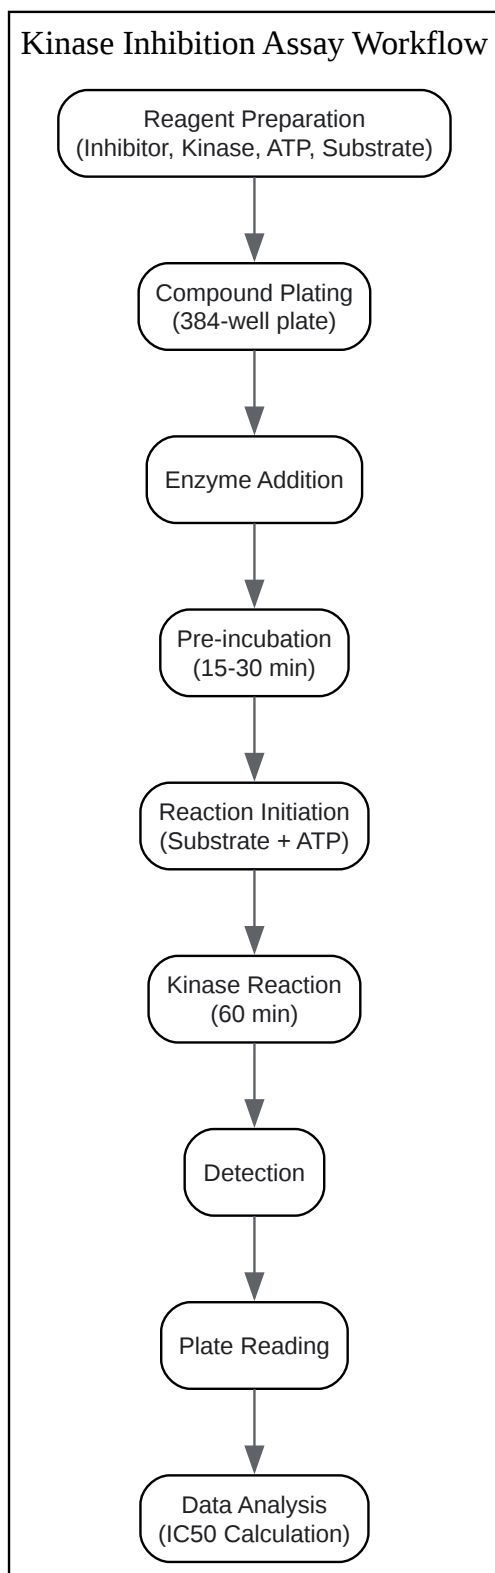 Kinase Inhibition Assay Workflow
Reagent Preparation
(Inhibitor, Kinase, ATP, Substrate)
Compound Plating
(384-well plate)
Enzyme Addition
Pre-incubation
(15-30 min)
Reaction Initiation
(Substrate + ATP)
Kinase Reaction
(60 min)
Detection
Plate Reading
Data Analysis
(IC50 Calculation)